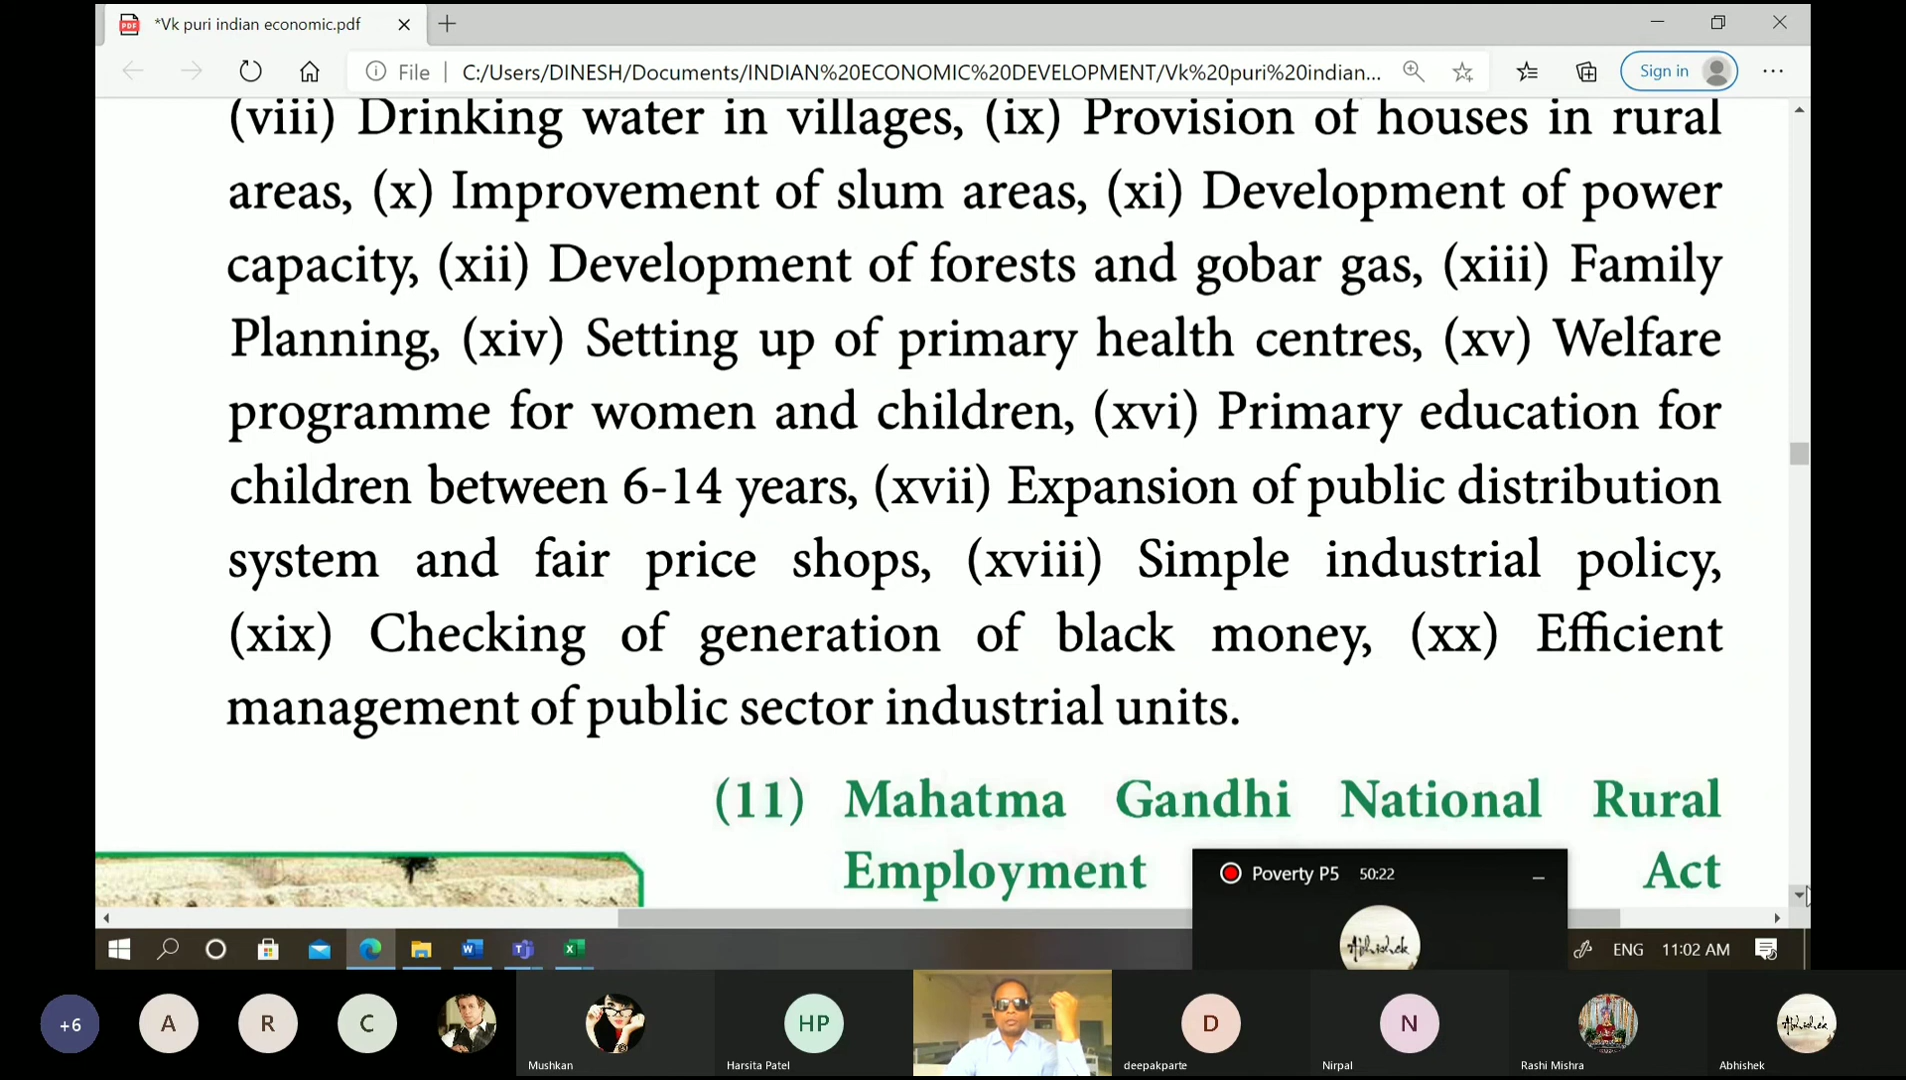 *Vk puri indian economic.pdf
File
C:/Users/DINESH/Documents/INDIAN%20ECONOMIC%20DEVELOPMENT/Vk%20puri%20indian...
Sign in
(viii) Drinking water in villages, (ix) Provision of houses in rural
areas, (x) Improvement of slum areas, (xi) Development of power
capacity, (xii) Development of forests and gobar gas, (xiii) Family
Planning, (xiv) Setting up of primary health centres, (xv) Welfare
programme for women and children, (xvi) Primary education for
children between 6-14 years, (xvii) Expansion of public distribution
system and fair price shops, (xviii) Simple industrial policy,
(xix) Checking of generation of black money, (xx) Efficient
management of public sector industrial units.
(11) Mahatma Gandhi National Rural
Employment Act
Poverty P5 50:22
Abhishek
ENG 11:02 AM
+6 A R C HP D N Abhishek
Mushkan Harsita Patel deepakparte Nirpal Rashi Mishra Abhishek